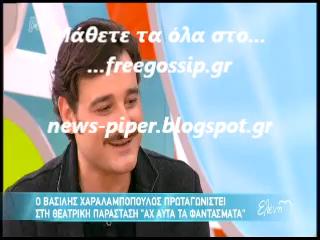 Μάθετε τα όλα στο...
...freegossip.gr
news-piper.blogspot.gr
Ο ΒΑΣΙΛΗΣ ΧΑΡΑΛΑΜΠΟΠΟΥΛΟΣ ΠΡΩΤΑΓΩΝΙΣΤΕΙ
ΣΤΗ ΘΕΑΤΡΙΚΗ ΠΑΡΑΣΤΑΣΗ "ΑΧ ΑΥΤΑ ΤΑ ΦΑΝΤΑΣΜΑΤΑ"
Ελένη